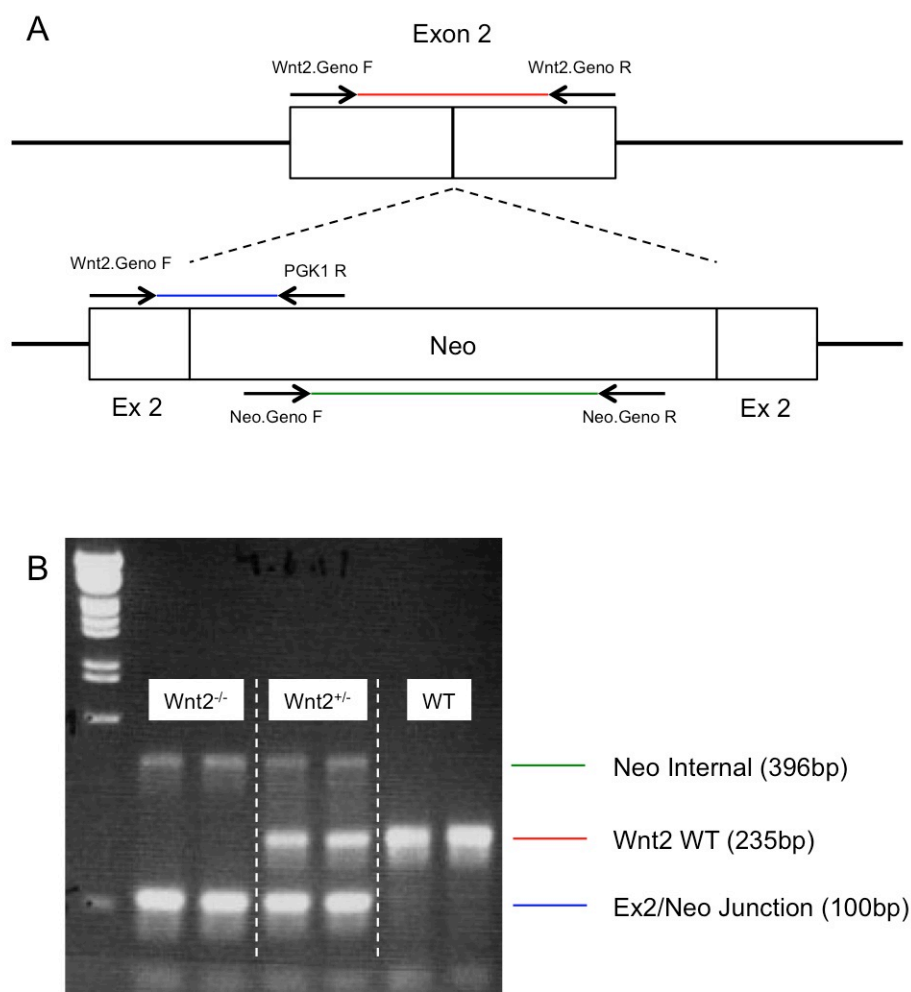 A
Exon 2
Wnt2.Geno F
Wnt2.Geno R
Wnt2.Geno F
PGK1 R
Neo
Ex 2
Ex 2
Neo.Geno F
Neo.Geno R
B
Wnt2-/-
Wnt2+/-
WT
Neo Internal (396bp)
Wnt2 WT (235bp)
Ex2/Neo Junction (100bp)